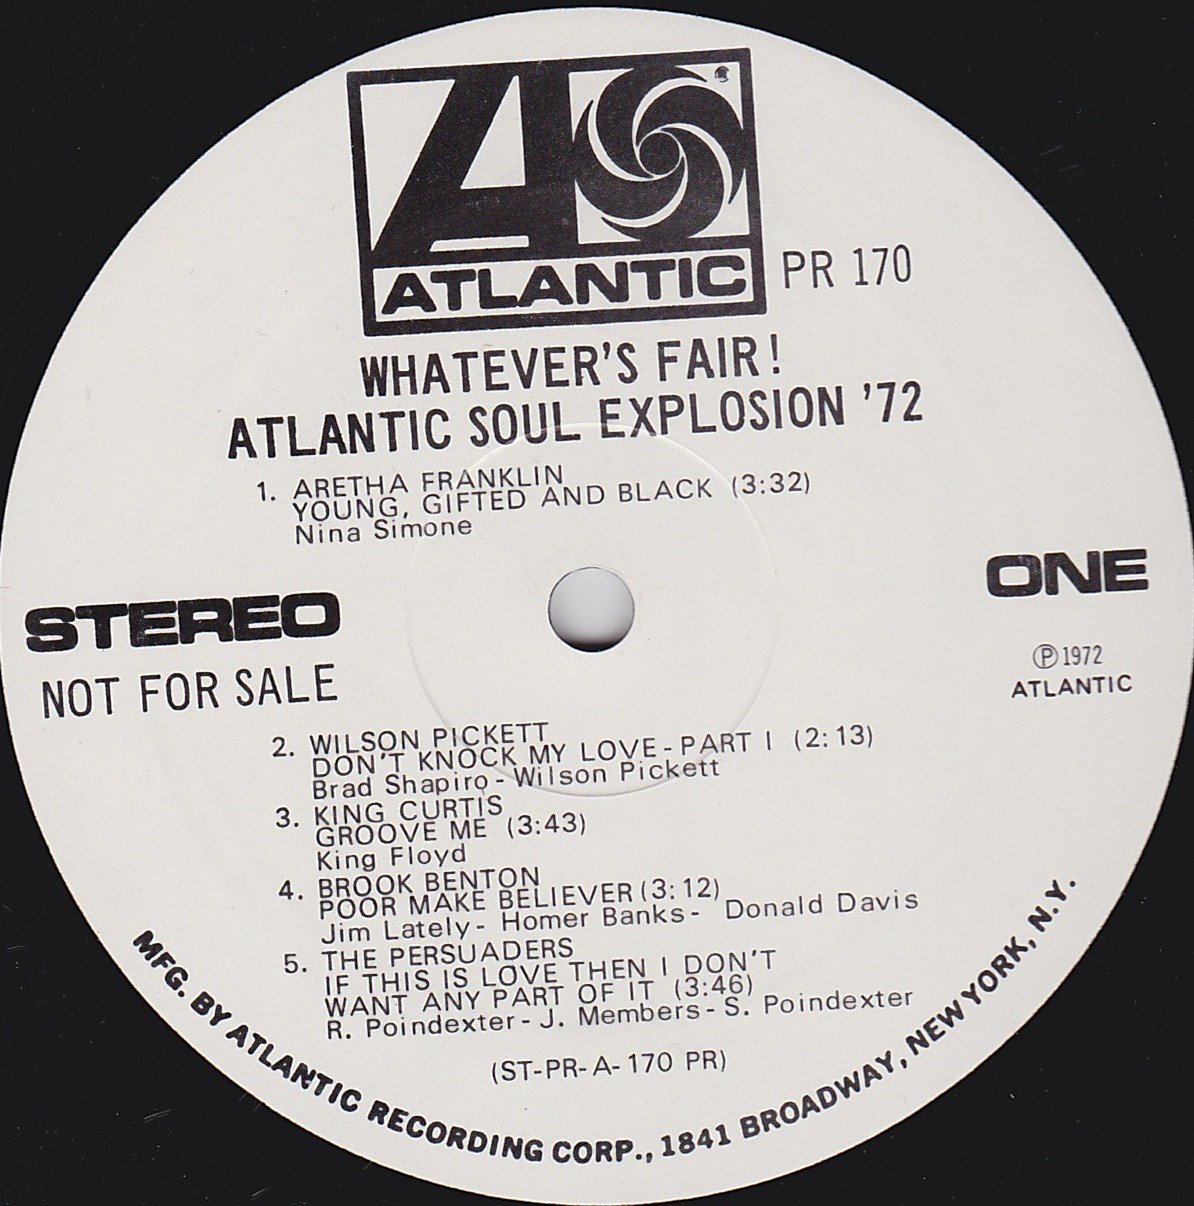 ATLANTIC
PR 170
WHATEVER'S FAIR!
ATLANTIC SOUL EXPLOSION '72
1. ARETHA FRANKLIN
YOUNG, GIFTED AND BLACK (3:32)
Nina Simone
STEREO
NOT FOR SALE
ONE
Ⓟ1972
ATLANTIC
2. WILSON PICKETT
DON'T KNOCK MY LOVE-PART I (2:13)
Brad Shapiro-Wilson Pickett
3. KING CURTIS
GROOVE ME (3:43)
King Floyd
4. BROOK BENTON
POOR MAKE BELIEVER (3:12)
Jim Lately- Homer Banks- Donald Davis
5. THE PERSUADERS
IF THIS IS LOVE THEN I DON'T
WANT ANY PART OF IT (3:46)
R. Poindexter-J. Members-S. Poindexter
(ST-PR-A-170 PR)
MFG. BY ATLANTIC RECORDING CORP., 1841 BROADWAY, NEW YORK, N.Y.